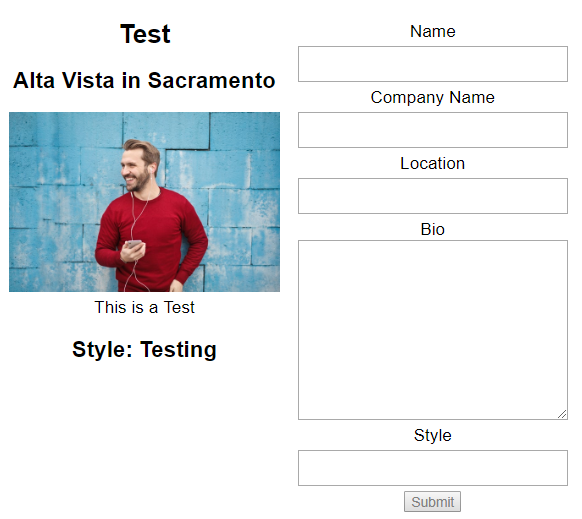 Test
Alta Vista in Sacramento
This is a Test
Style: Testing
Name
Company Name
Location
Bio
Style
Submit